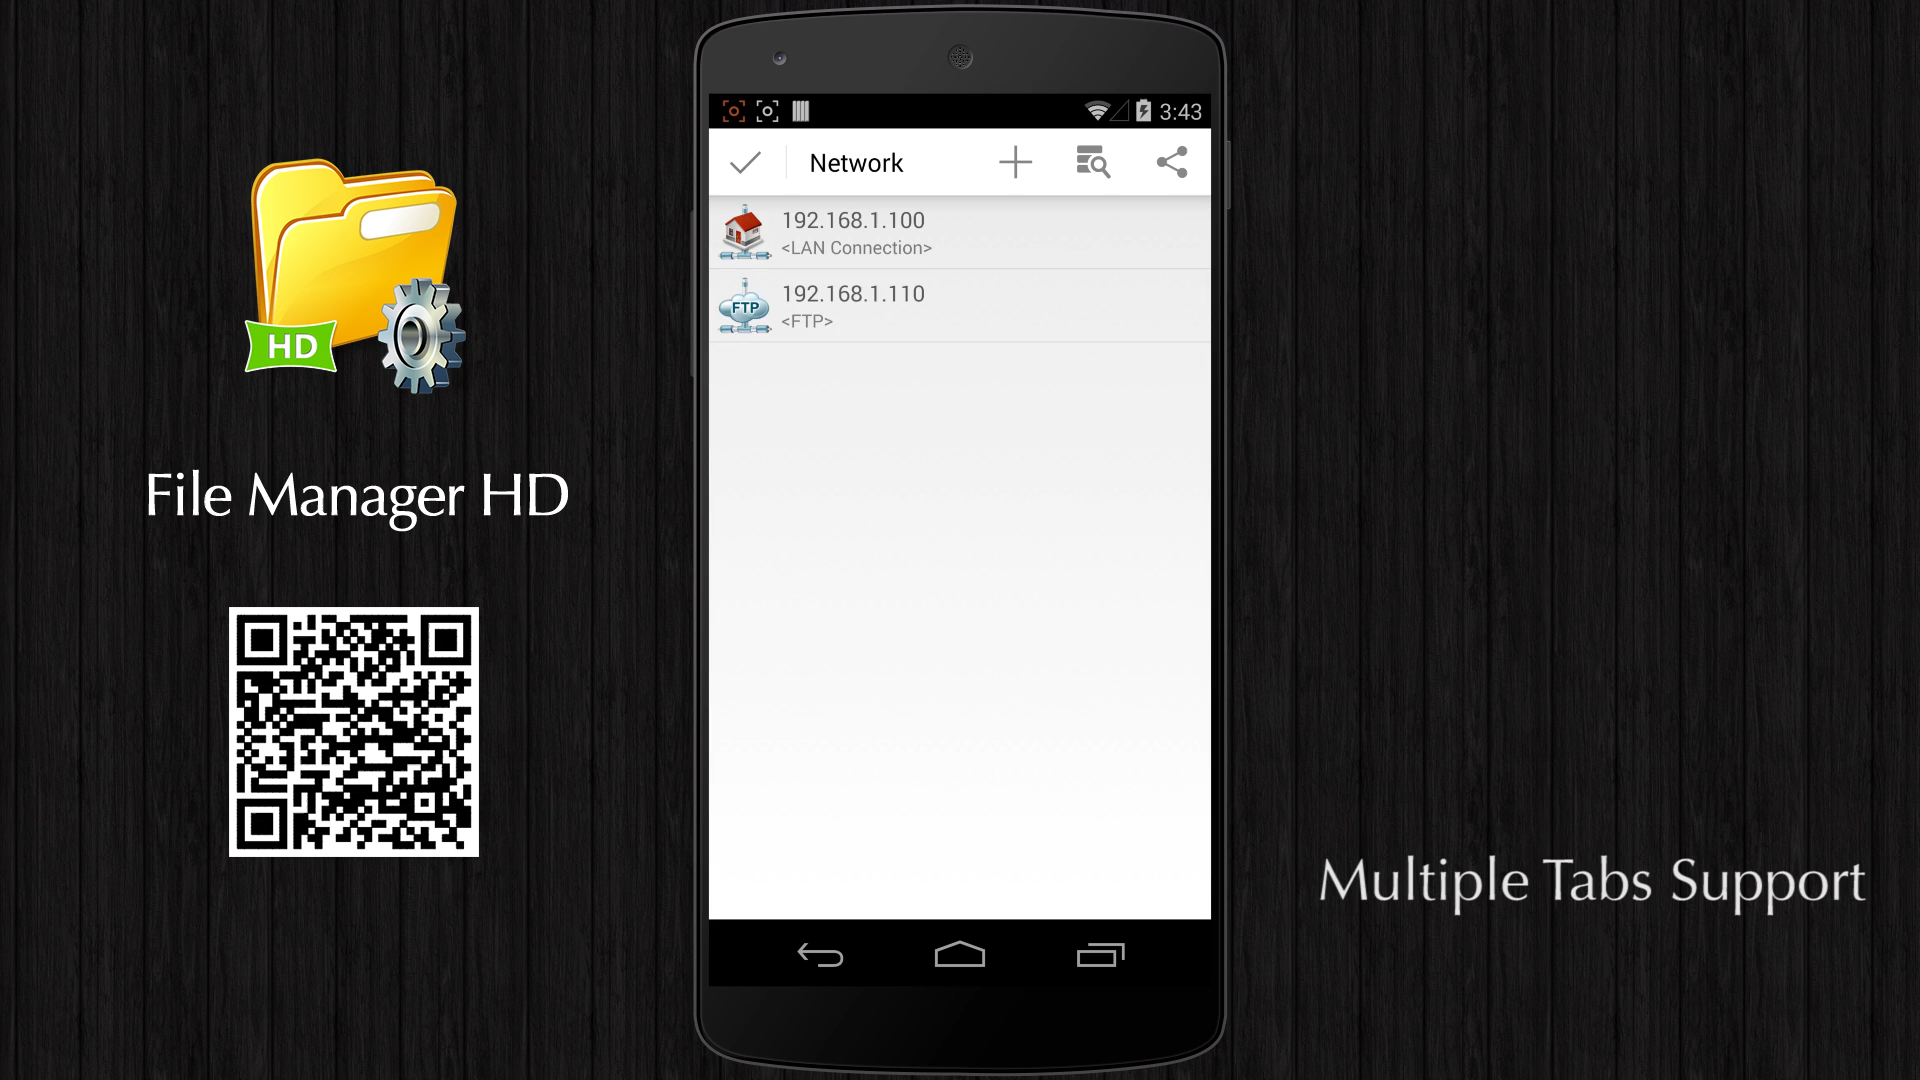 HD
File Manager HD
3:43
Network
192.168.1.100
<LAN Connection>
FTP
192.168.1.110
<FTP>
Multiple Tabs Support